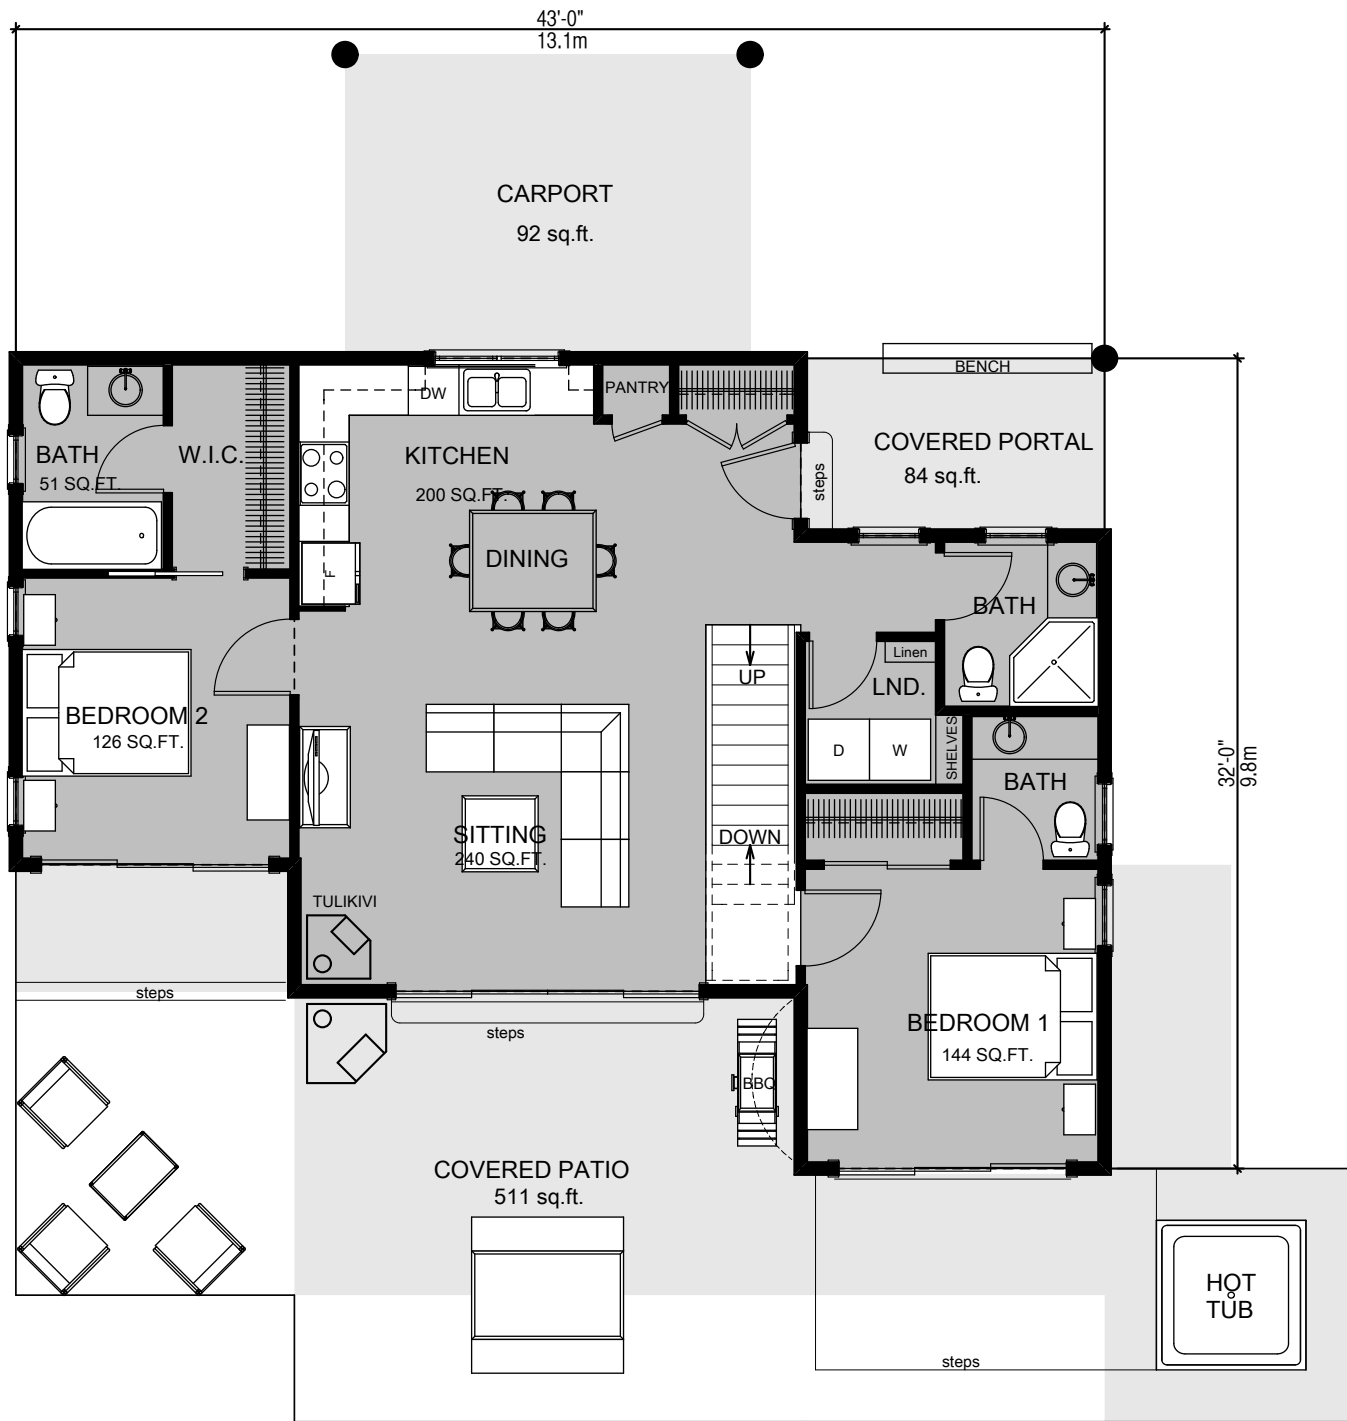 43'-0"
13.1m
CARPORT
92 sq.ft.
BENCH
DW
PANTRY
COVERED PORTAL
84 sq.ft.
steps
BATH
51 SQ.FT.
W.I.C.
KITCHEN
200 SQ.FT.
DINING
F
BATH
Linen
LND.
UP
BEDROOM 2
126 SQ.FT.
D
W
SHELVES
BATH
32'-0"
9.8m
SITTING
240 SQ.FT.
DOWN
TULIKIVI
steps
steps
BEDROOM 1
144 SQ.FT.
BBQ
COVERED PATIO
511 sq.ft.
HOT
TUB
steps